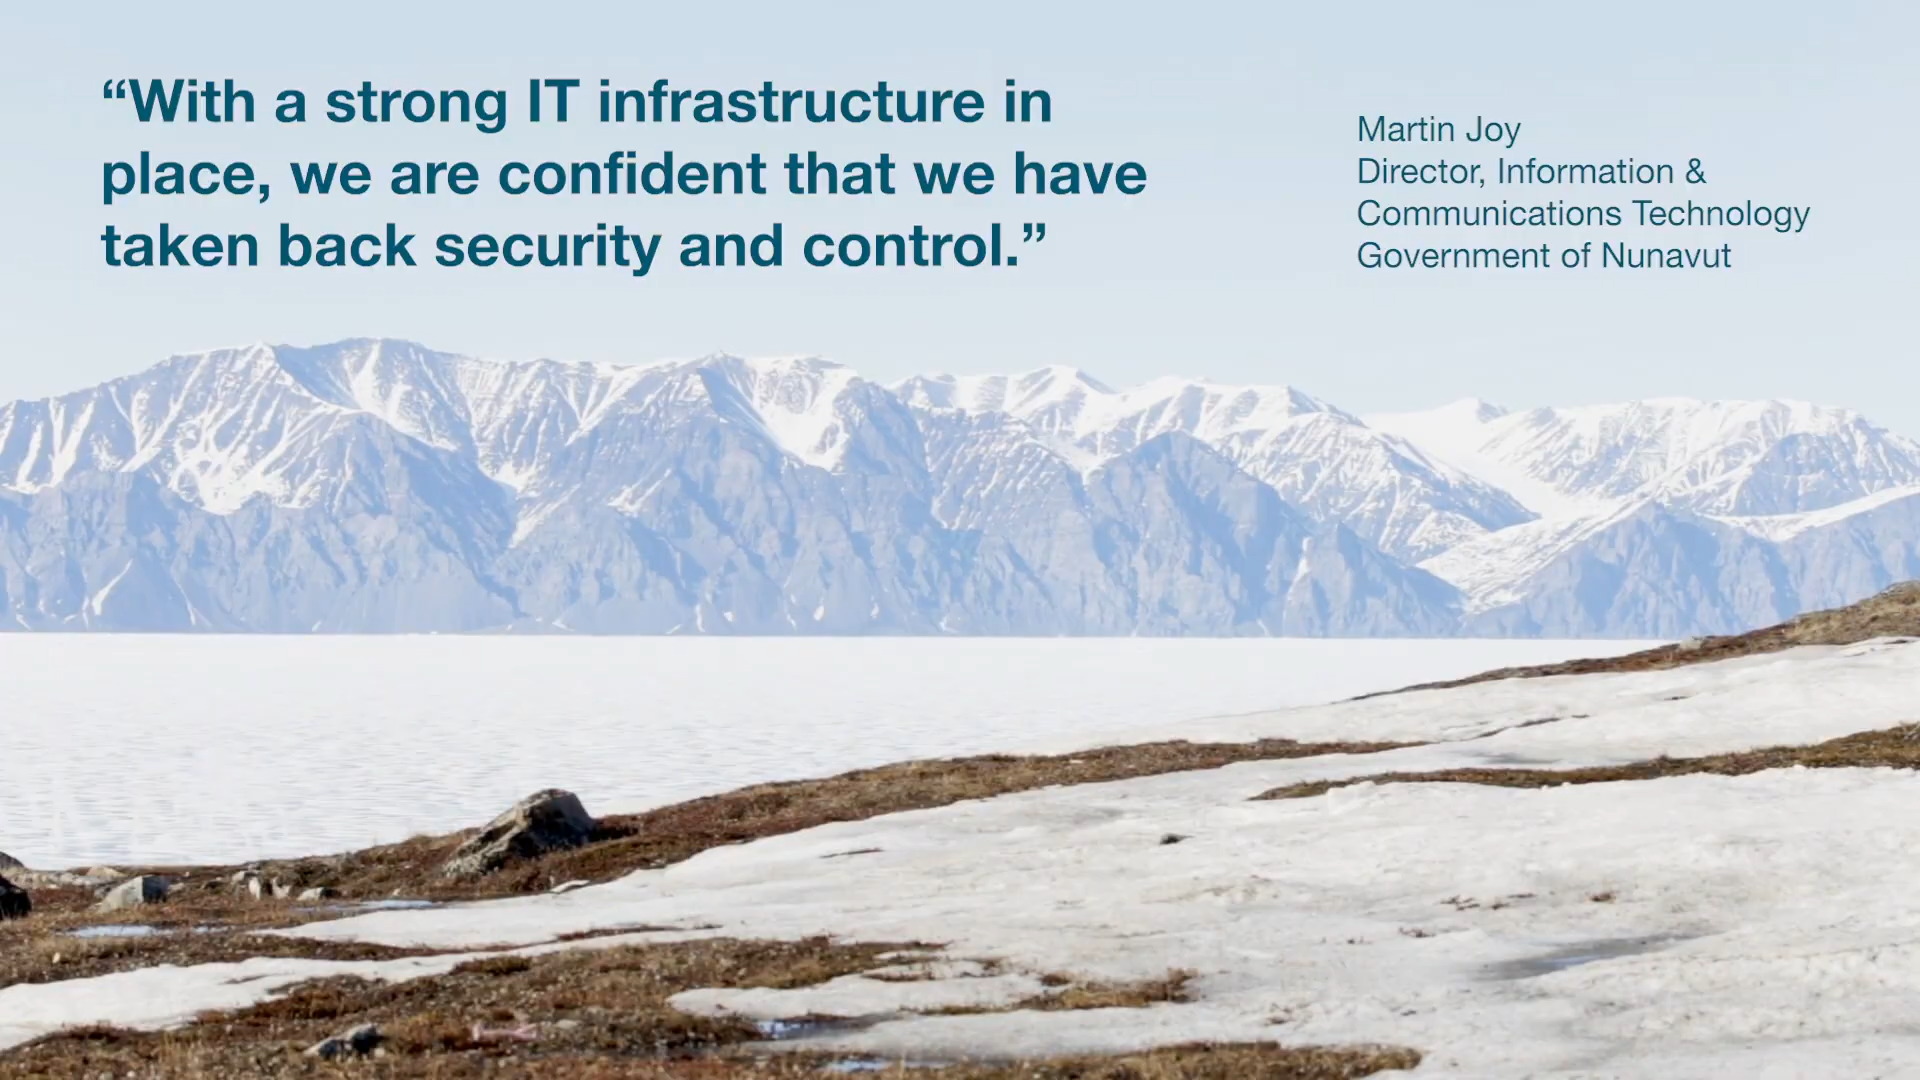 “With a strong IT infrastructure in
place, we are confident that we have
taken back security and control.”
Martin Joy
Director, Information &
Communications Technology
Government of Nunavut